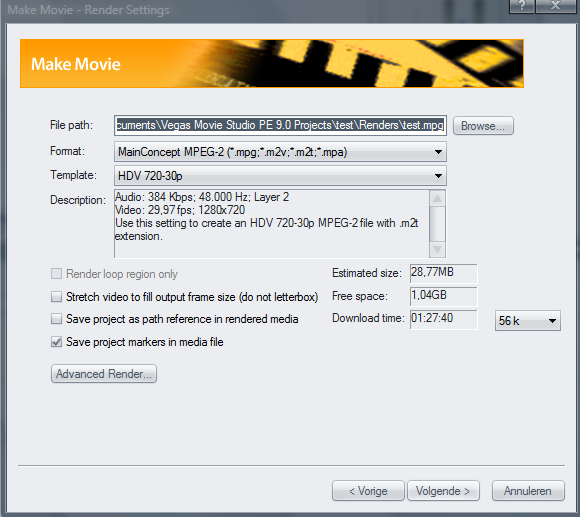 Make Movie - Render Settings
?
X
Make Movie
File path: cuments\Vegas Movie Studio PE 9.0 Projects\test\Renders\test.mpg Browse...
Format: MainConcept MPEG-2 (*.mpg;*.m2v;*.m2t;*.mpa)
Template: HDV 720-30p
Description: Audio: 384 Kbps; 48.000 Hz; Layer 2
Video: 29,97 fps; 1280x720
Use this setting to create an HDV 720-30p MPEG-2 file with .m2t
extension.
Render loop region only
Estimated size: 28,77MB
Stretch video to fill output frame size (do not letterbox)
Free space: 1,04GB
Save project as path reference in rendered media
Download time: 01:27:40 56 k
Save project markers in media file
Advanced Render...
< Vorige Volgende > Annuleren